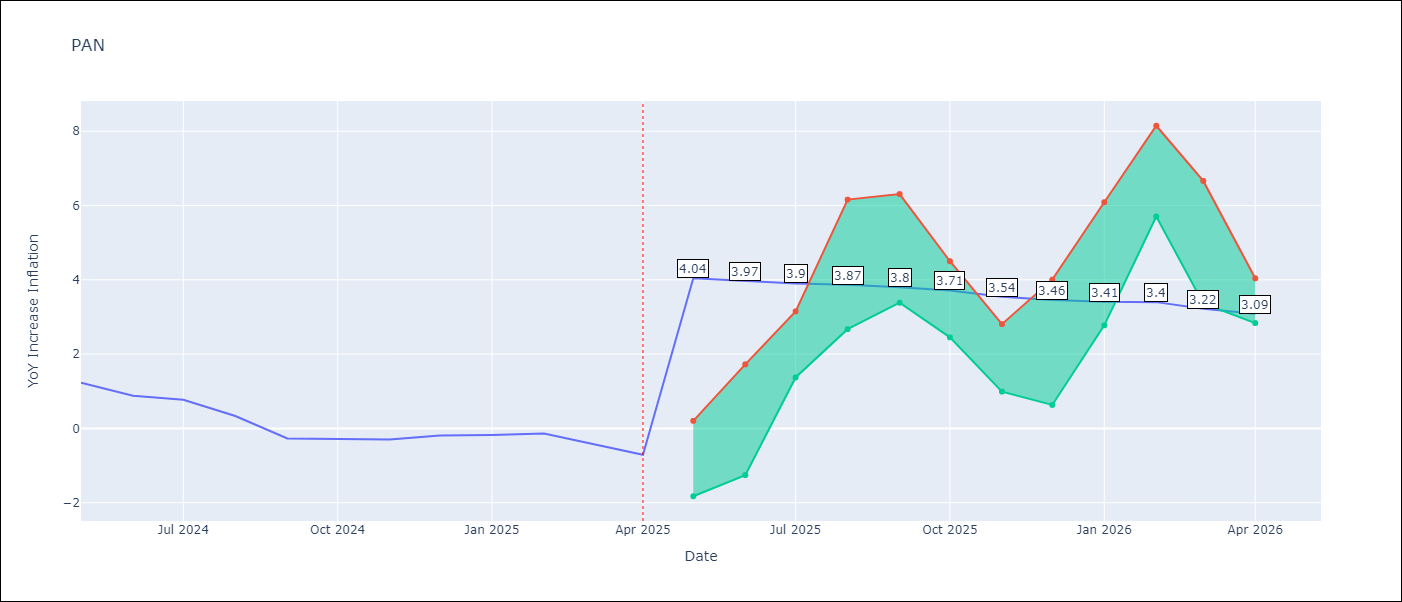 PAN
YoY Increase Inflation
8
6
4
2
0
−2
4.04
3.97
3.9
3.87
3.8
3.71
3.54
3.46
3.41
3.4
3.22
3.09
Jul 2024
Oct 2024
Jan 2025
Apr 2025
Jul 2025
Oct 2025
Jan 2026
Apr 2026
Date